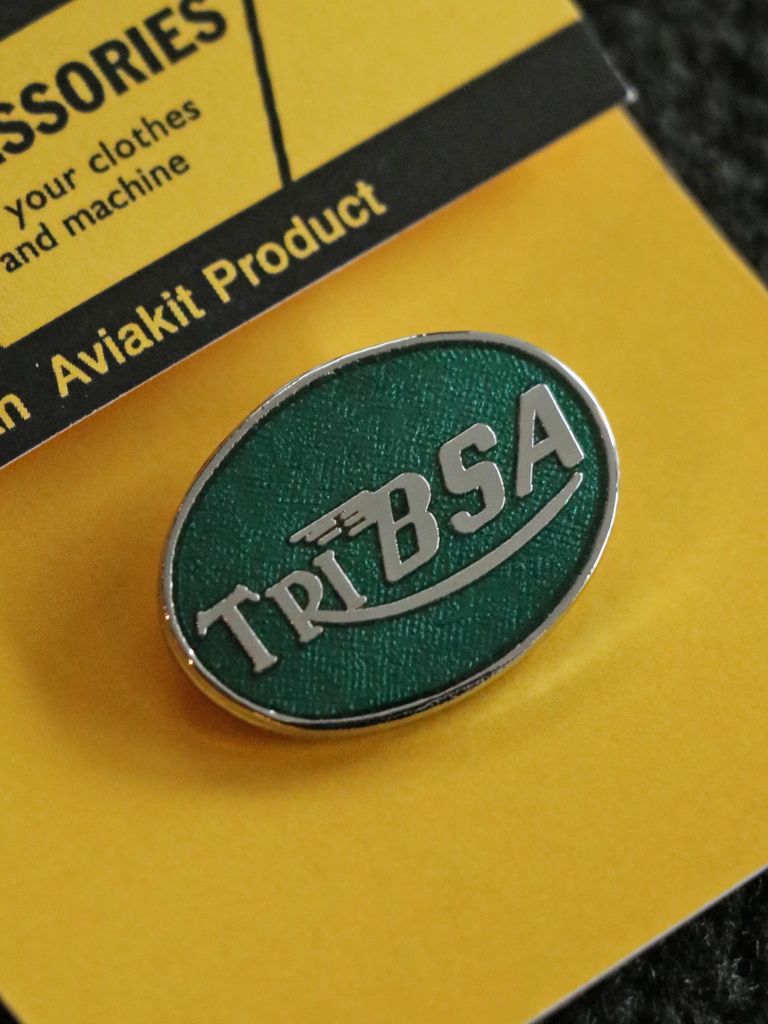 SSORIES
your clothes
and machine
n Aviakit Product
TRIBSA